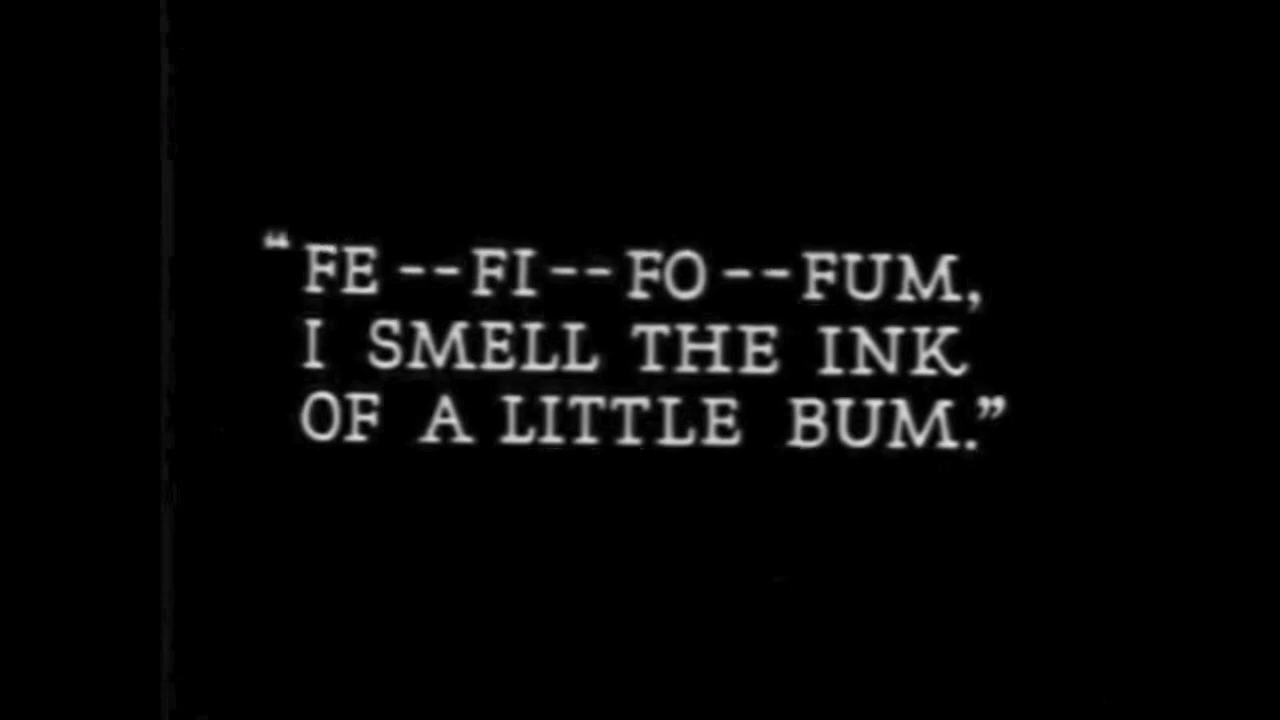 “FE--FI--FO--FUM,
I SMELL THE INK
OF A LITTLE BUM.”